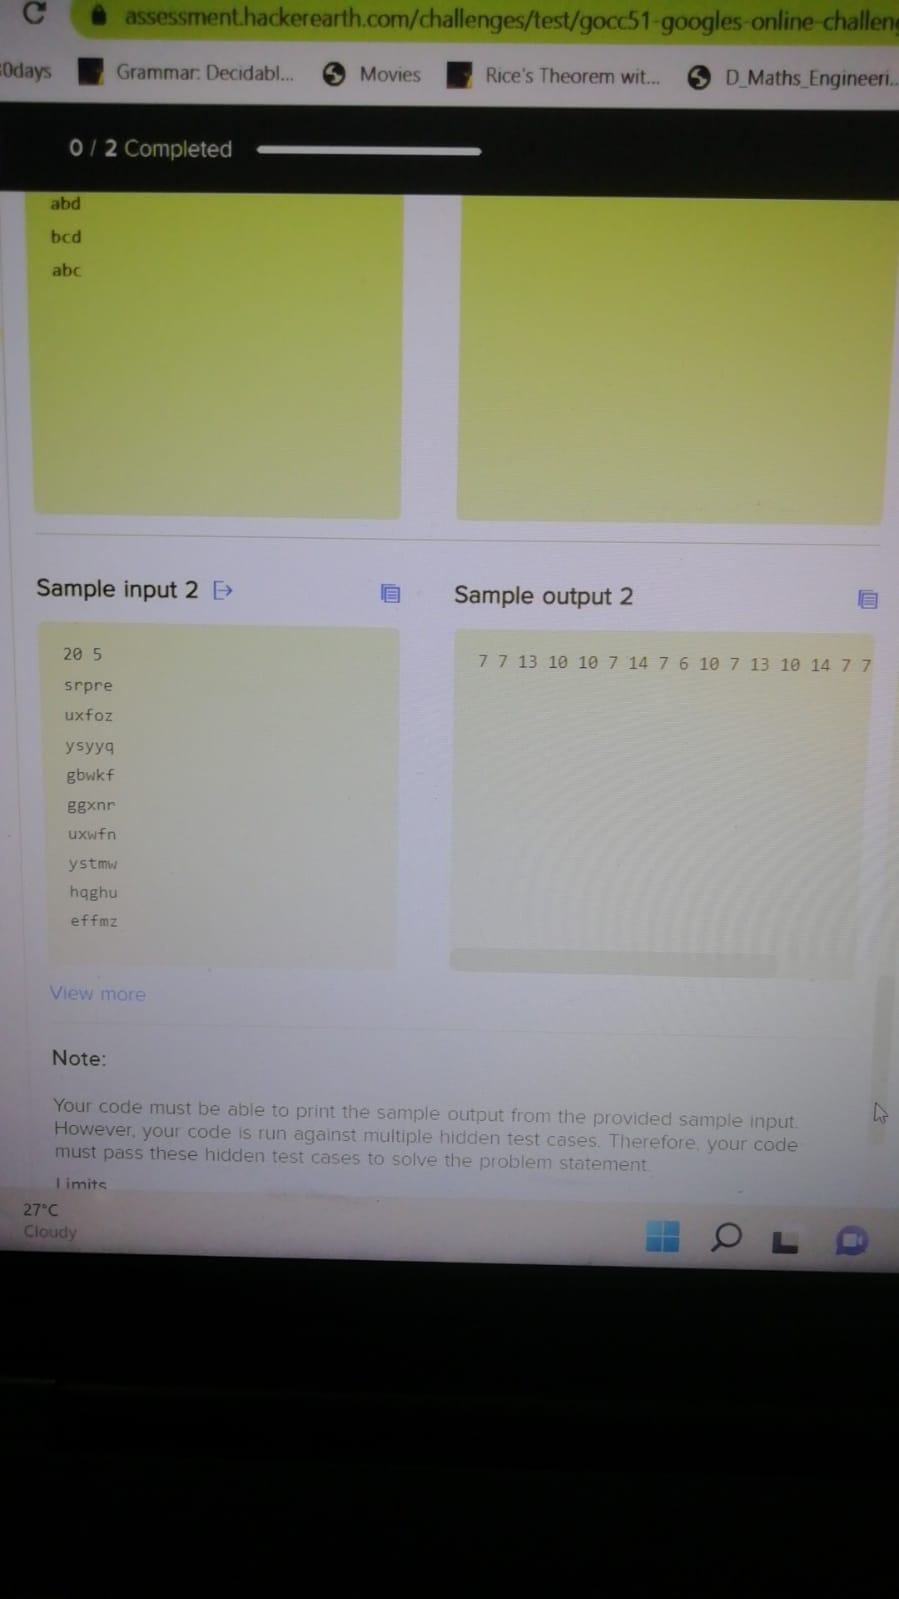 assessment.hackerearth.com/challenges/test/gocc51-googles-online-challeng
30days Grammar: Decidabl... Movies Rice's Theorem wit... D_Maths_Engineeri...
0 / 2 Completed
abd
bcd
abc
Sample input 2
Sample output 2
20 5
srpre
uxfoz
ysyyq
gbwkf
ggxnr
uxwfn
ystmw
hqghu
effmz
7 7 13 10 10 7 14 7 6 10 7 13 10 14 7 7
View more
Note:
Your code must be able to print the sample output from the provided sample input.
However, your code is run against multiple hidden test cases. Therefore, your code
must pass these hidden test cases to solve the problem statement.
Limits
27°C
Cloudy